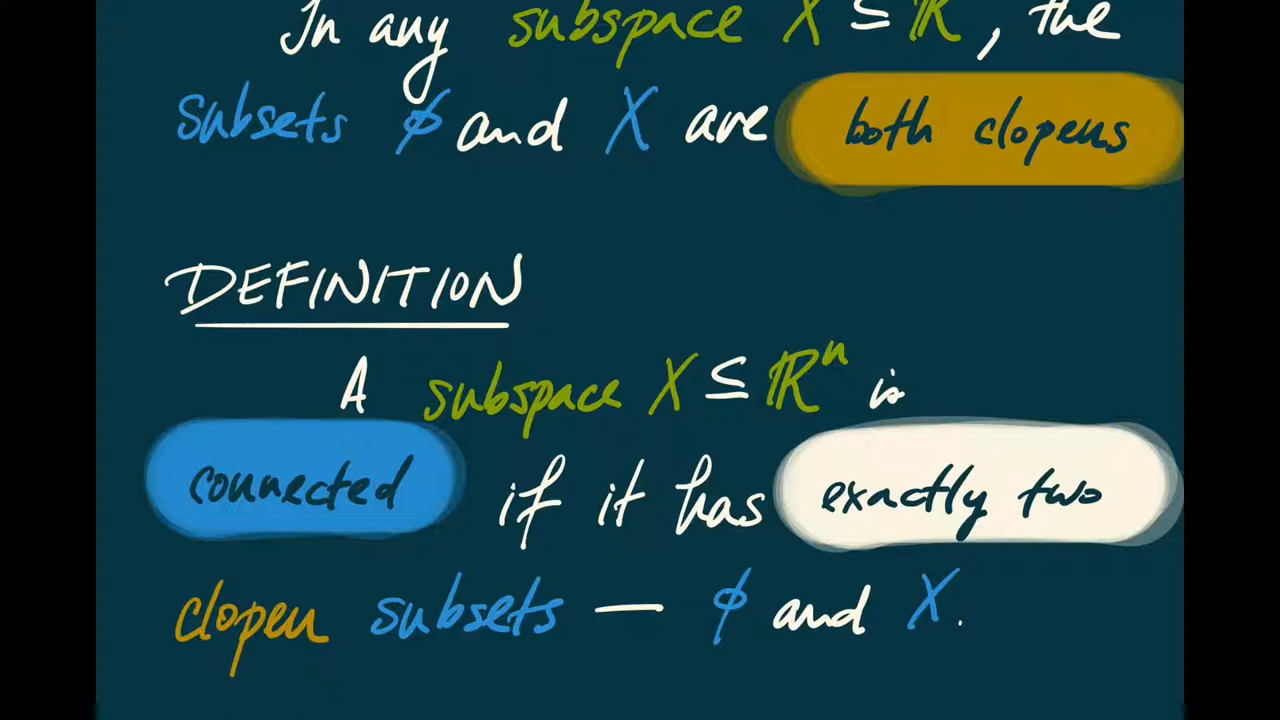 In any subspace X ⊆ ℝ, the
subsets ϕ and X are both clopens
DEFINITION
A subspace X ⊆ ℝⁿ is
connected if it has exactly two
clopen subsets — ϕ and X.